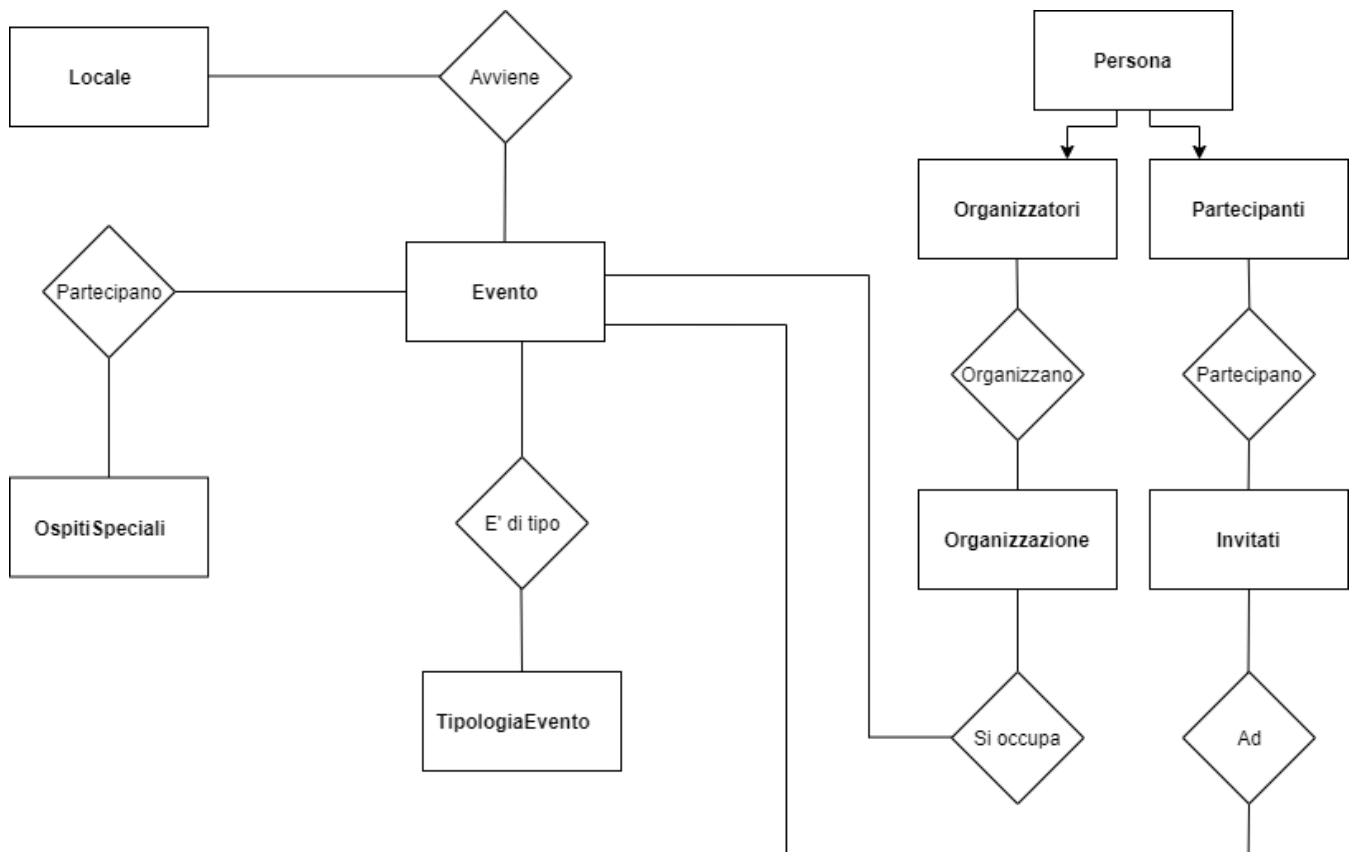 Locale
Avviene
Persona
Organizzatori
Partecipanti
Partecipano
Evento
Organizzano
Partecipano
OspitiSpeciali
E' di tipo
Organizzazione
Invitati
TipologiaEvento
Si occupa
Ad